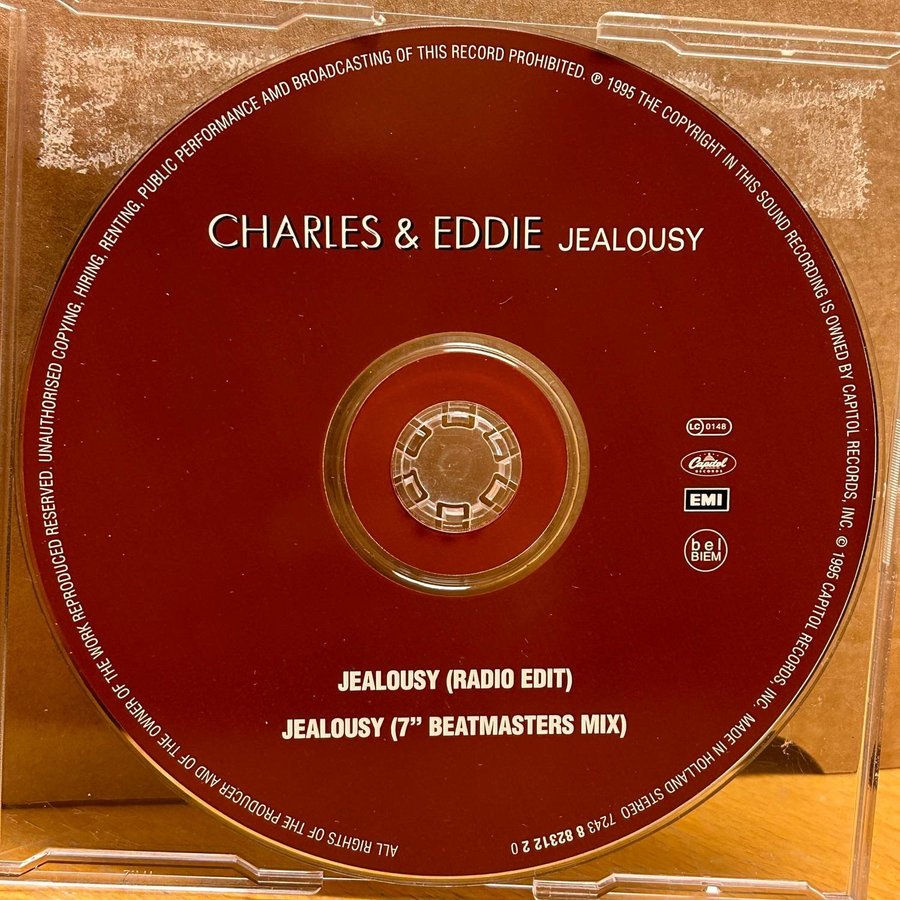 ALL RIGHTS OF THE PRODUCER AND OF THE OWNER OF THE WORK REPRODUCED RESERVED. UNAUTHORISED COPYING, HIRING, RENTING, PUBLIC PERFORMANCE AMD BROADCASTING OF THIS RECORD PROHIBITED. ℗ 1995 THE COPYRIGHT IN THIS SOUND RECORDING IS OWNED BY CAPITOL RECORDS, INC. © 1995 CAPITOL RECORDS, INC. MADE IN HOLLAND STEREO 7243 8 82312 2 0
CHARLES & EDDIE JEALOUSY
LC 0148
Capitol
RECORDS
EMI
bel
BIEM
JEALOUSY (RADIO EDIT)
JEALOUSY (7” BEATMASTERS MIX)